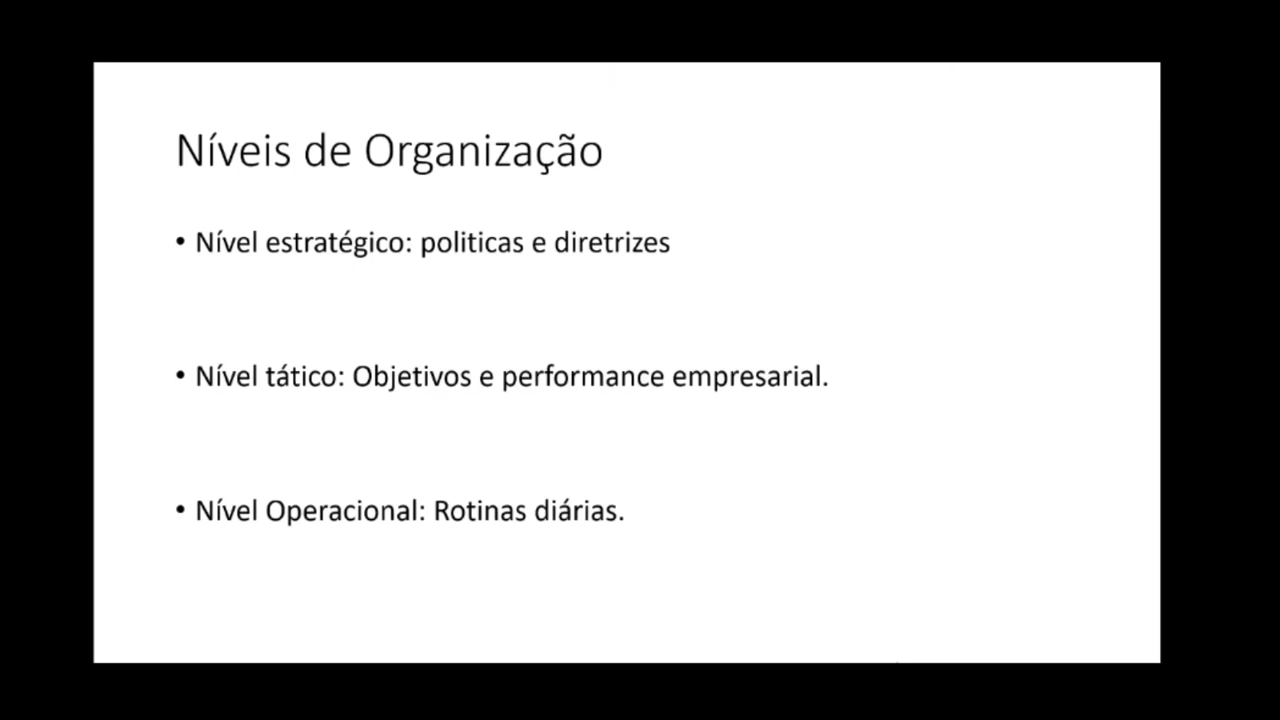 Níveis de Organização
• Nível estratégico: politicas e diretrizes
• Nível tático: Objetivos e performance empresarial.
• Nível Operacional: Rotinas diárias.